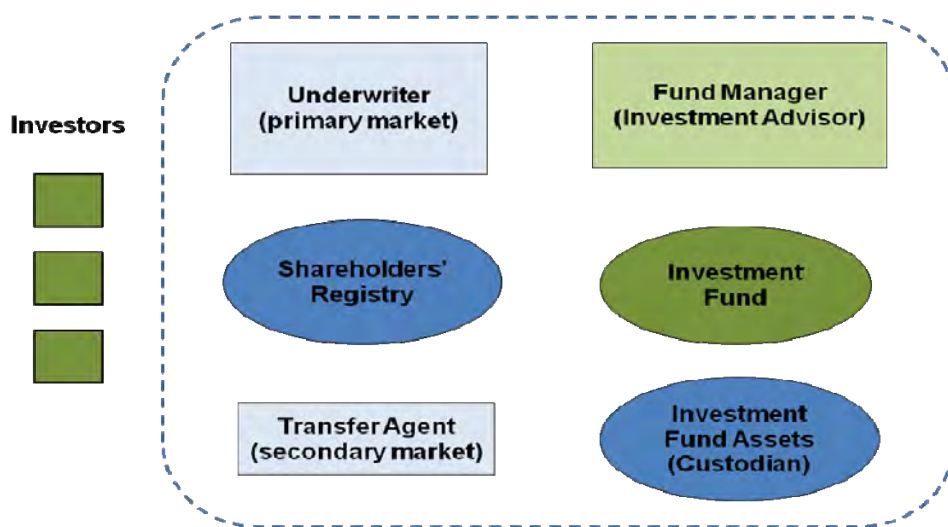 Investors
Underwriter
(primary market)
Fund Manager
(Investment Advisor)
Shareholders'
Registry
Investment
Fund
Transfer Agent
(secondary market)
Investment
Fund Assets
(Custodian)